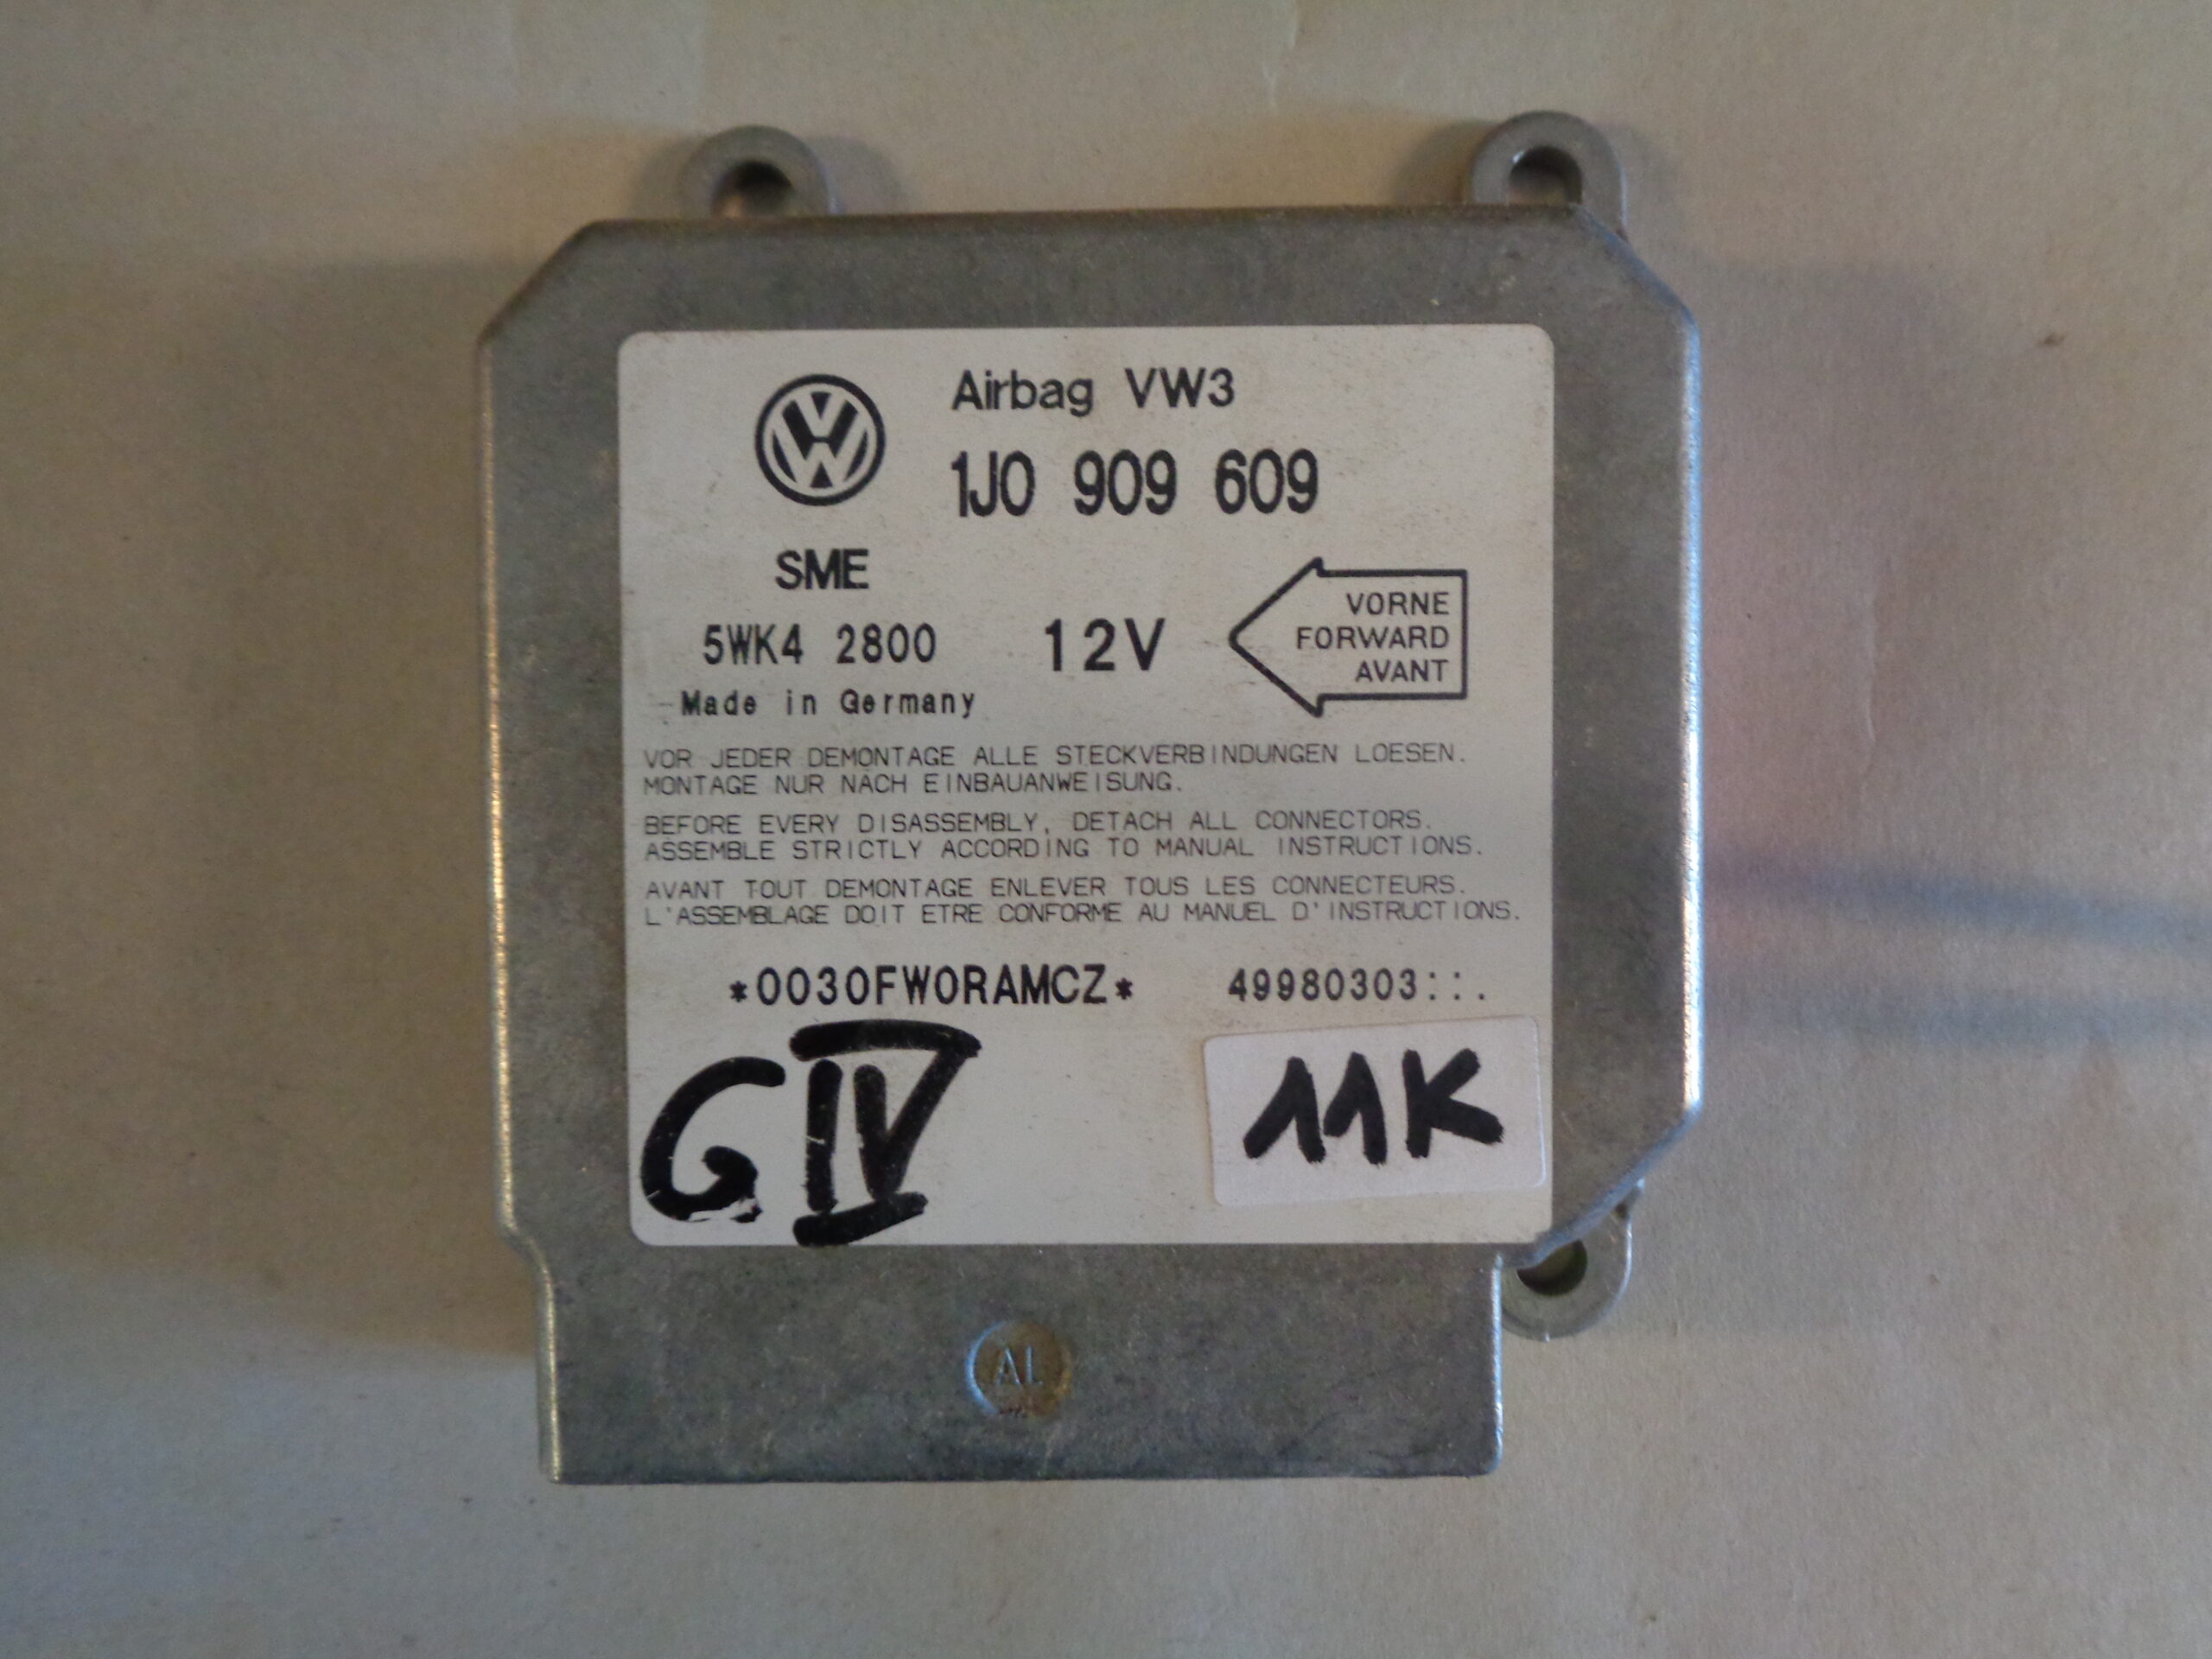 Airbag VW3
1J0 909 609
SME
5WK4 2800
12V
VORNE
FORWARD
AVANT
Made in Germany
VOR JEDER DEMONTAGE ALLE STECKVERBINDUNGEN LOESEN.
MONTAGE NUR NACH EINBAUANWEISUNG.
BEFORE EVERY DISASSEMBLY, DETACH ALL CONNECTORS.
ASSEMBLE STRICTLY ACCORDING TO MANUAL INSTRUCTIONS.
AVANT TOUT DEMONTAGE ENLEVER TOUS LES CONNECTEURS.
L'ASSEMBLAGE DOIT ETRE CONFORME AU MANUEL D'INSTRUCTIONS.
*0030FW0RAMCZ* 49980303::.
GIV
11K
AL